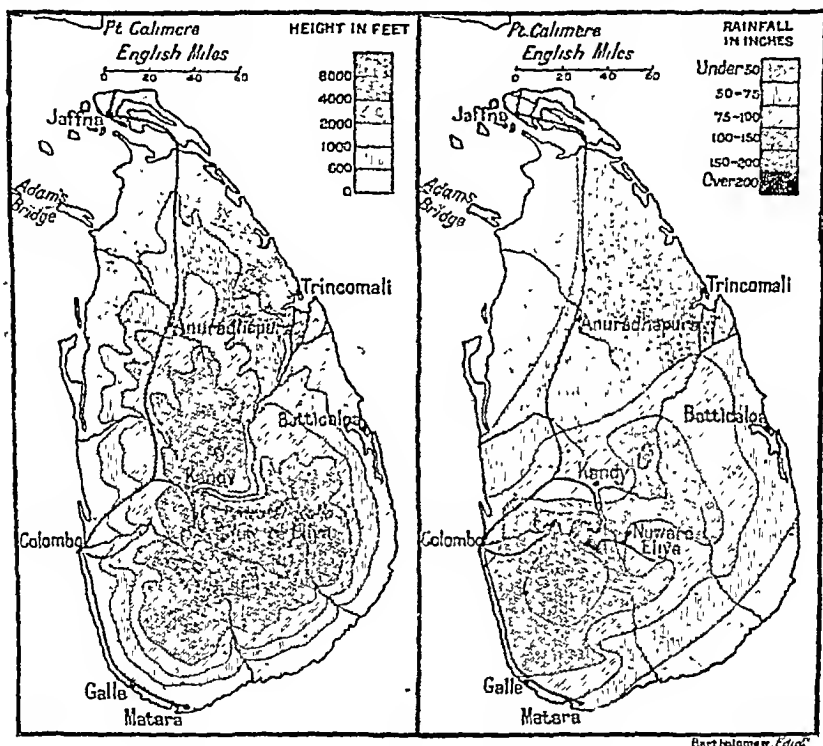 Pt. Calimere
English Miles
0 20 40 60
HEIGHT IN FEET
8000
4000
2000
1000
600
0
Jaffna
Adam's
Bridge
Trincomali
Anuradhapura
Batticaloa
Kandy
Colombo
Galle
Matara
Pt. Calimere
English Miles
0 20 40 60
RAINFALL
IN INCHES
Under 50
50-75
75-100
100-150
150-200
Over 200
Jaffna
Adam's
Bridge
Trincomali
Anuradhapura
Batticaloa
Kandy
Nuwara
Eliya
Colombo
Galle
Matara
Bartholomew, Edinr